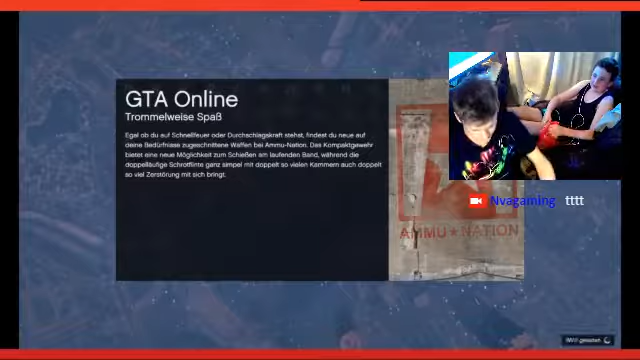 GTA Online
Trommelweise Spaß
Egal ob du auf Schnellfeuer oder Durchschlagskraft stehst, findest du neue auf
deine Bedürfnisse zugeschnittene Waffen bei Ammu-Nation. Das Kompaktgewehr
bietet eine neue Möglichkeit zum Schießen am laufenden Band, während die
doppelläufige Schrotflinte ganz simpel mit doppelt so vielen Kammern auch doppelt
so viel Zerstörung mit sich bringt.
AMMU★NATION
Nvagaming tttt